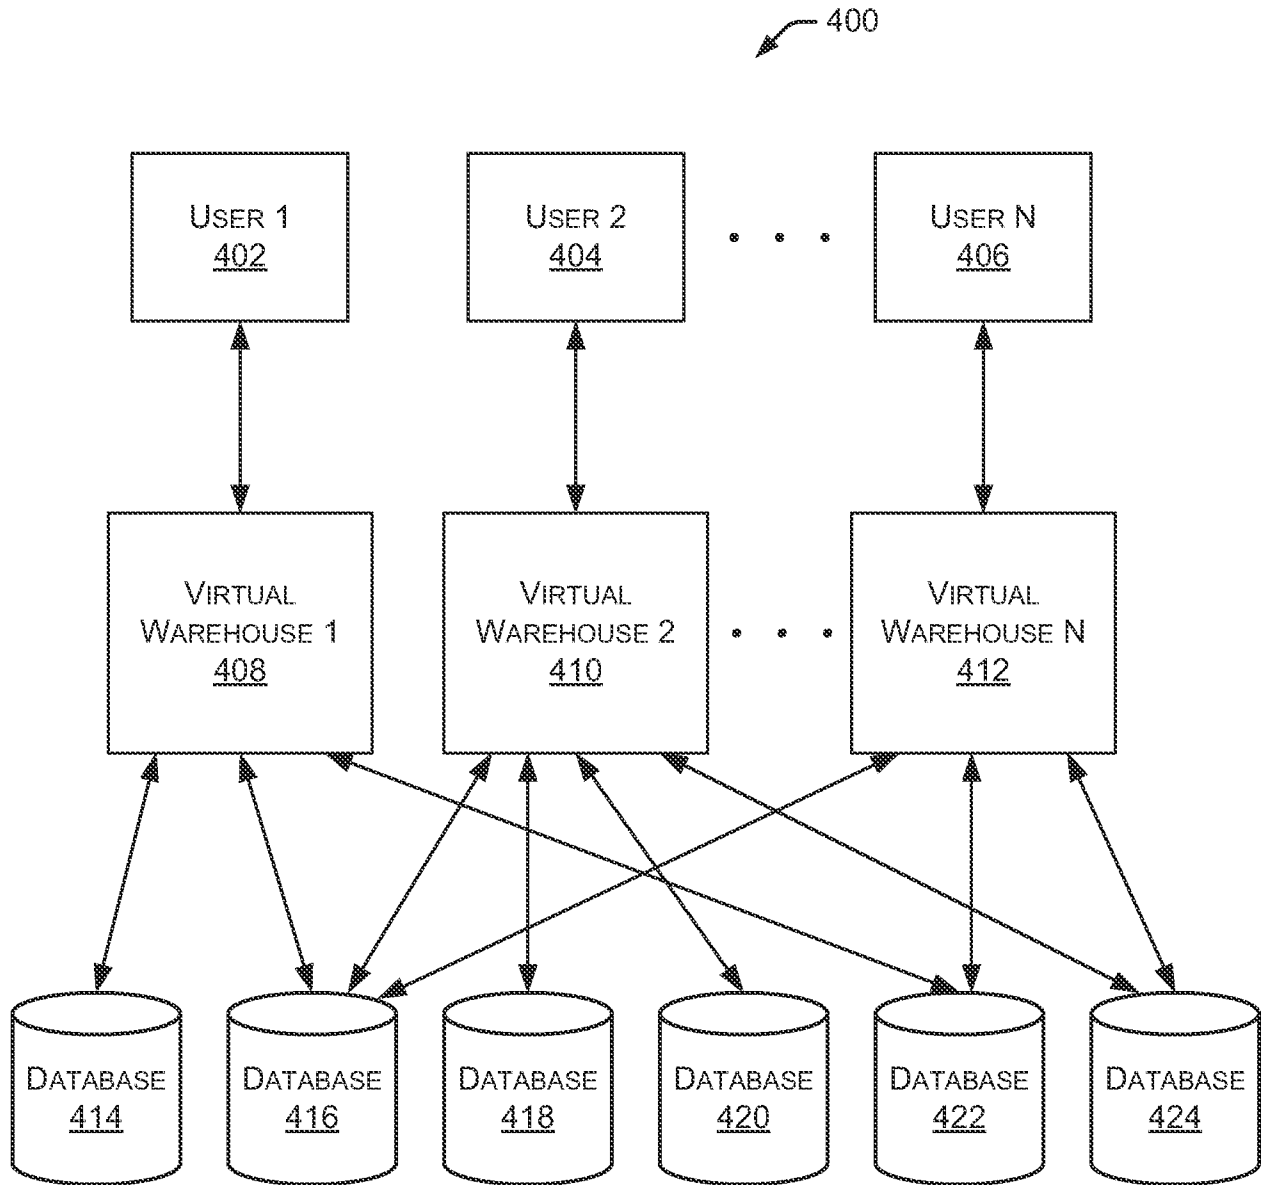 400
User 1
402
User 2
404
User N
406
Virtual
Warehouse 1
408
Virtual
Warehouse 2
410
Virtual
Warehouse N
412
Database
414
Database
416
Database
418
Database
420
Database
422
Database
424